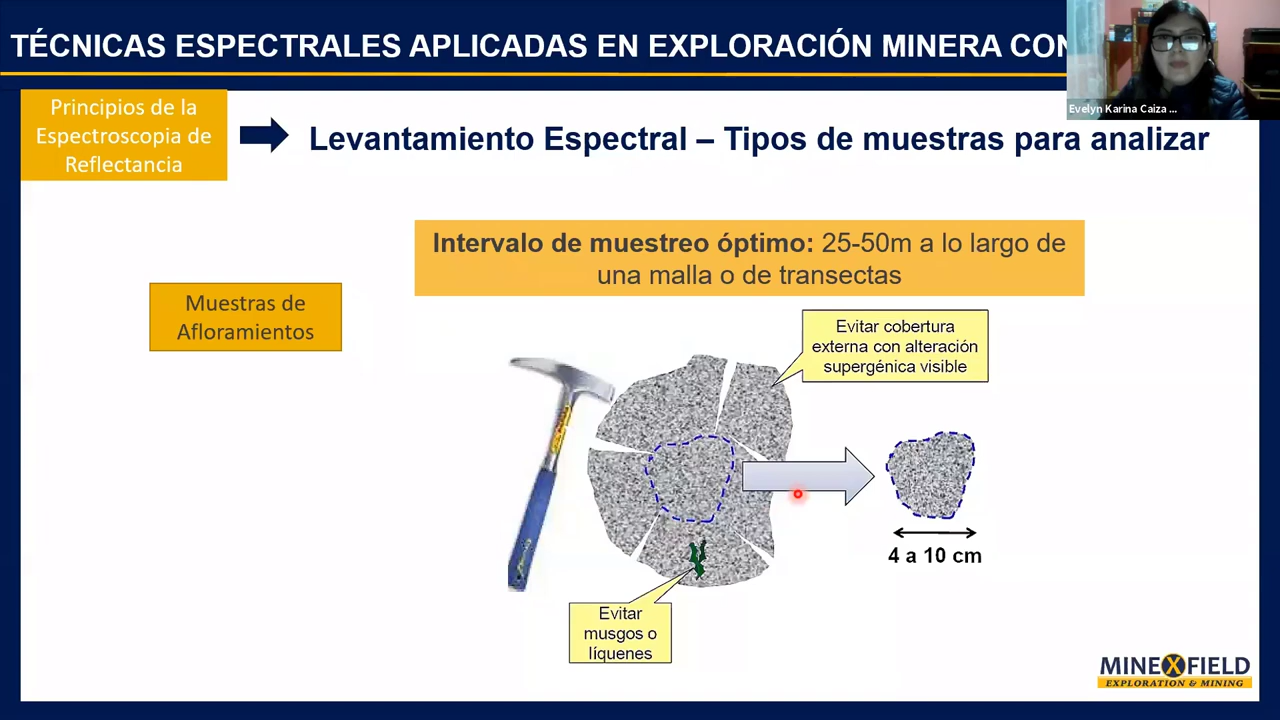 TÉCNICAS ESPECTRALES APLICADAS EN EXPLORACIÓN MINERA CON
Evelyn Karina Caiza ...
Principios de la
Espectroscopia de
Reflectancia
Levantamiento Espectral – Tipos de muestras para analizar
Intervalo de muestreo óptimo: 25-50m a lo largo de
una malla o de transectas
Muestras de
Afloramientos
Evitar cobertura
externa con alteración
supergénica visible
4 a 10 cm
Evitar
musgos o
líquenes
MINEXFIELD
EXPLORATION & MINING